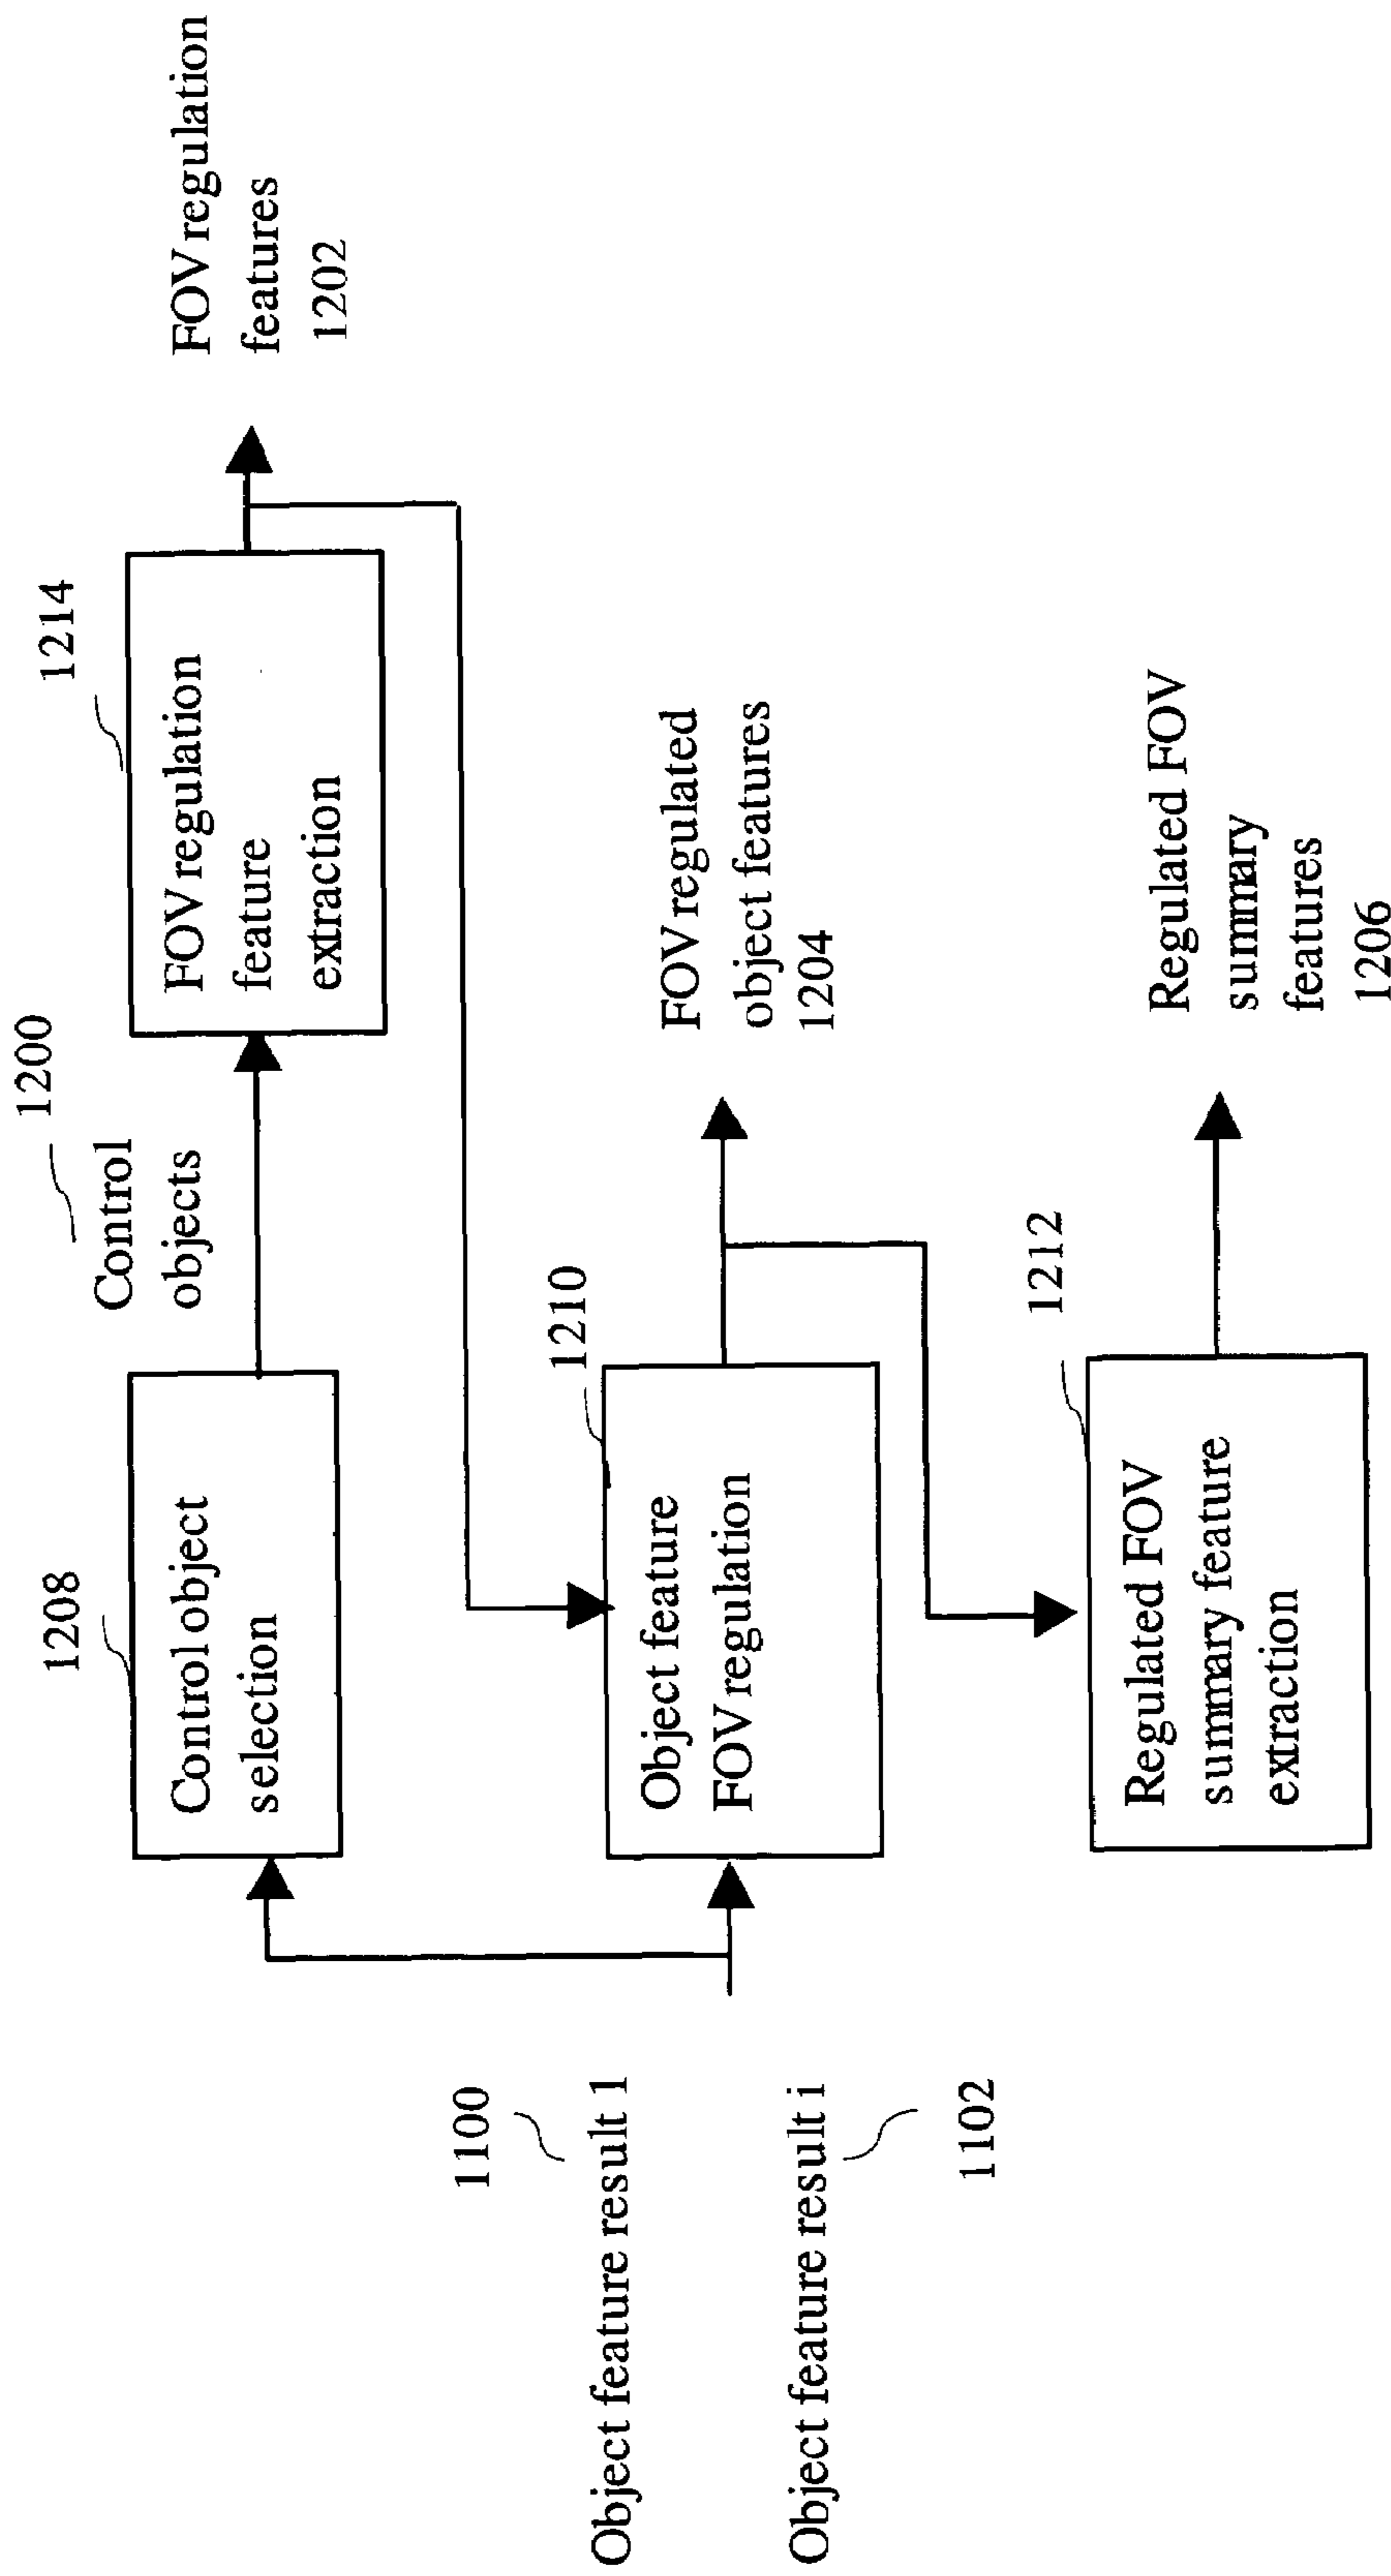 1208
Control object
selection
1200
Control
objects
1214
FOV regulation
feature
extraction
FOV regulation
features
1202
1100
Object feature result 1
Object feature result i
1102
1210
Object feature
FOV regulation
FOV regulated
object features
1204
1212
Regulated FOV
summary feature
extraction
Regulated FOV
summary
features
1206